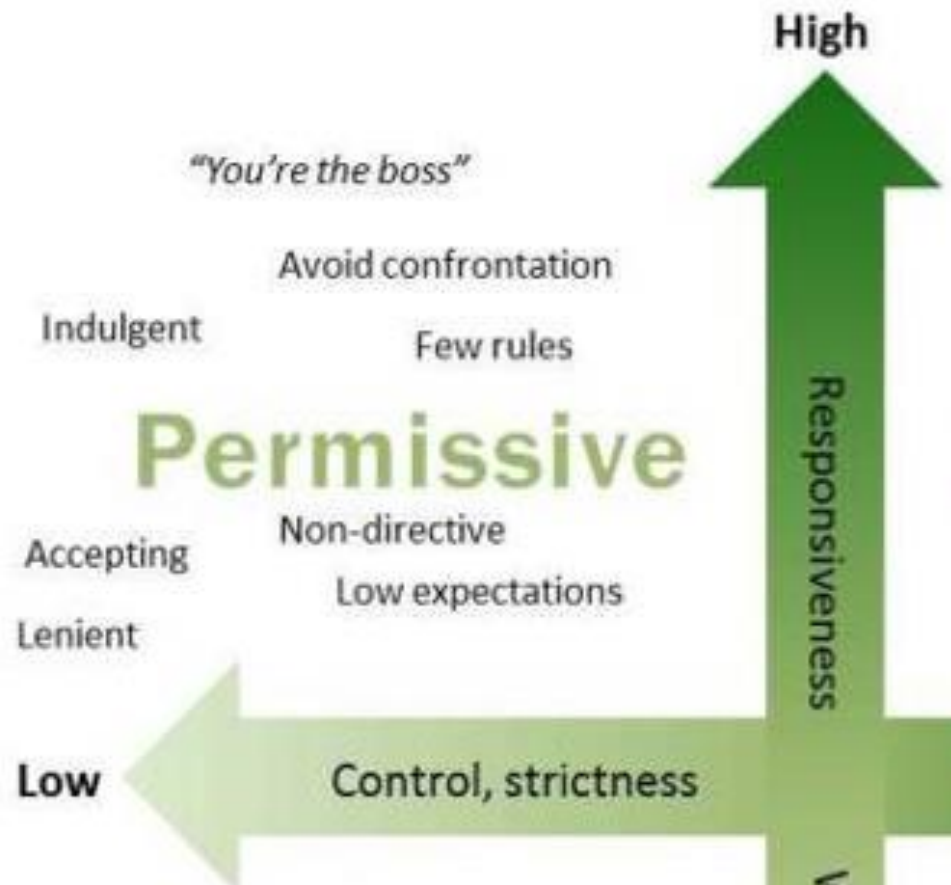 High
“You’re the boss”
Avoid confrontation
Indulgent
Few rules
Permissive
Non-directive
Accepting
Low expectations
Lenient
Responsiveness
Low
Control, strictness